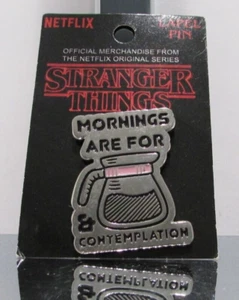 NETFLIX
LAPEL
PIN
OFFICIAL MERCHANDISE FROM
THE NETFLIX ORIGINAL SERIES
STRANGER
THINGS
MORNINGS
ARE FOR
&
CONTEMPLATION